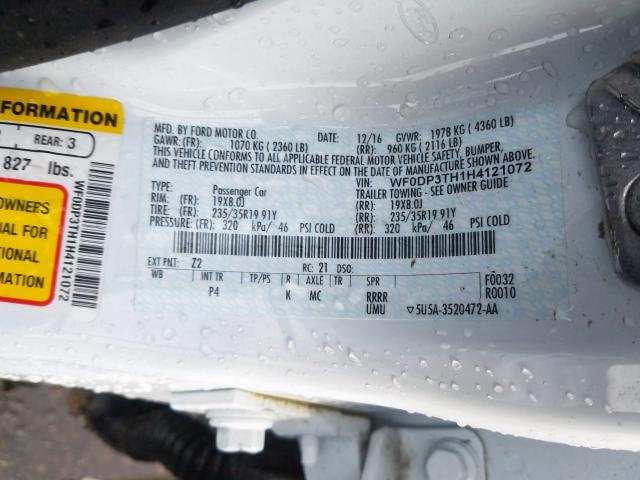 Ford
FORMATION
REAR: 3
827 lbs.
OWNERS
UAL FOR
TIONAL
MATION
WF0DP3TH1H4121072
MFD. BY FORD MOTOR CO.
DATE: 12/16 GVWR: 1978 KG ( 4360 LB)
GAWR: (FR): 1070 KG ( 2360 LB) (RR): 960 KG ( 2116 LB)
THIS VEHICLE CONFORMS TO ALL APPLICABLE FEDERAL MOTOR VEHICLE SAFETY/ BUMPER,
AND THEFT PREVENTION STANDARDS IN EFFECT ON THE DATE OF MANUFACTURE SHOWN ABOVE.
VIN: WF0DP3TH1H4121072
TYPE: Passenger Car TRAILER TOWING - SEE OWNER MANUAL
RIM: (FR) 19X8.0J (RR) 19X8.0J
TIRE: (FR) 235/35R19 91Y (RR) 235/35R19 91Y
PRESSURE: (FR) 320 kPa/ 46 PSI COLD (RR) 320 kPa/ 46 PSI COLD
EXT PNT: Z2 RC: 21 DSO:
WB INT TR TP/PS R AXLE TR SPR F0032
P4 K MC RRRR R0010
UMU ▽5U5A-3520472-AA